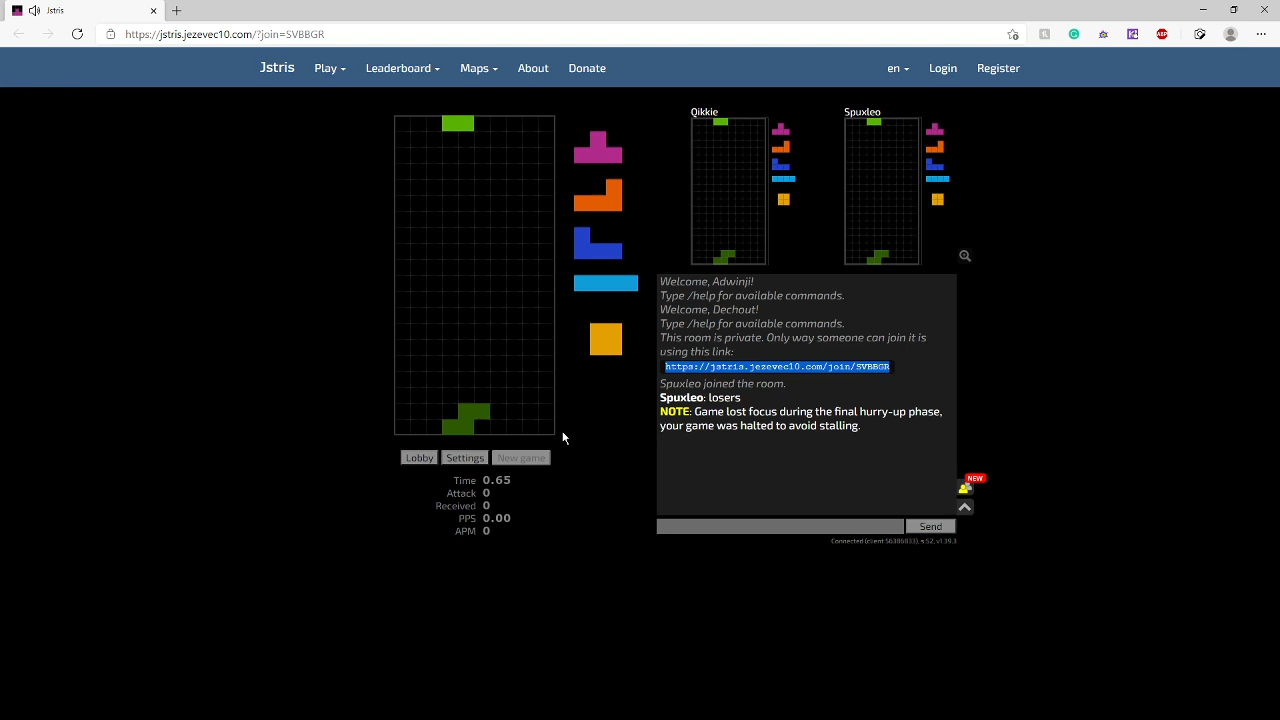 Jstris
https://jstris.jezevec10.com/?join=SVBBGR
ABP
Jstris Play Leaderboard Maps About Donate en Login Register
Qikkie Spuxleo
Welcome, Adwinji!
Type /help for available commands.
Welcome, Dechout!
Type /help for available commands.
This room is private. Only way someone can join it is
using this link:
https://jstris.jezevec10.com/join/SVBBGR
Spuxleo joined the room.
Spuxleo: losers
NOTE: Game lost focus during the final hurry-up phase,
your game was halted to avoid stalling.
Lobby Settings New game
Time 0.65
Attack 0
Received 0
PPS 0.00
APM 0
NEW
Send